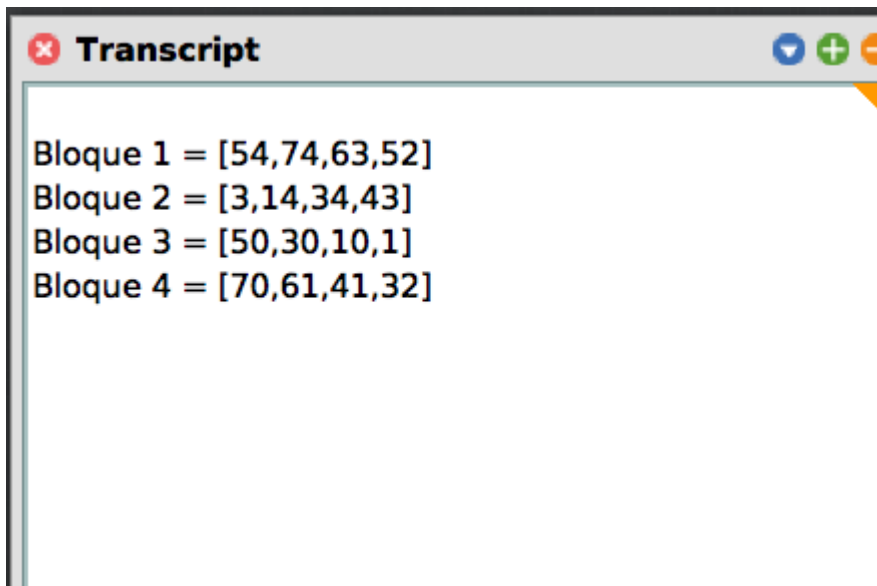 Transcript
Bloque 1 = [54,74,63,52]
Bloque 2 = [3,14,34,43]
Bloque 3 = [50,30,10,1]
Bloque 4 = [70,61,41,32]